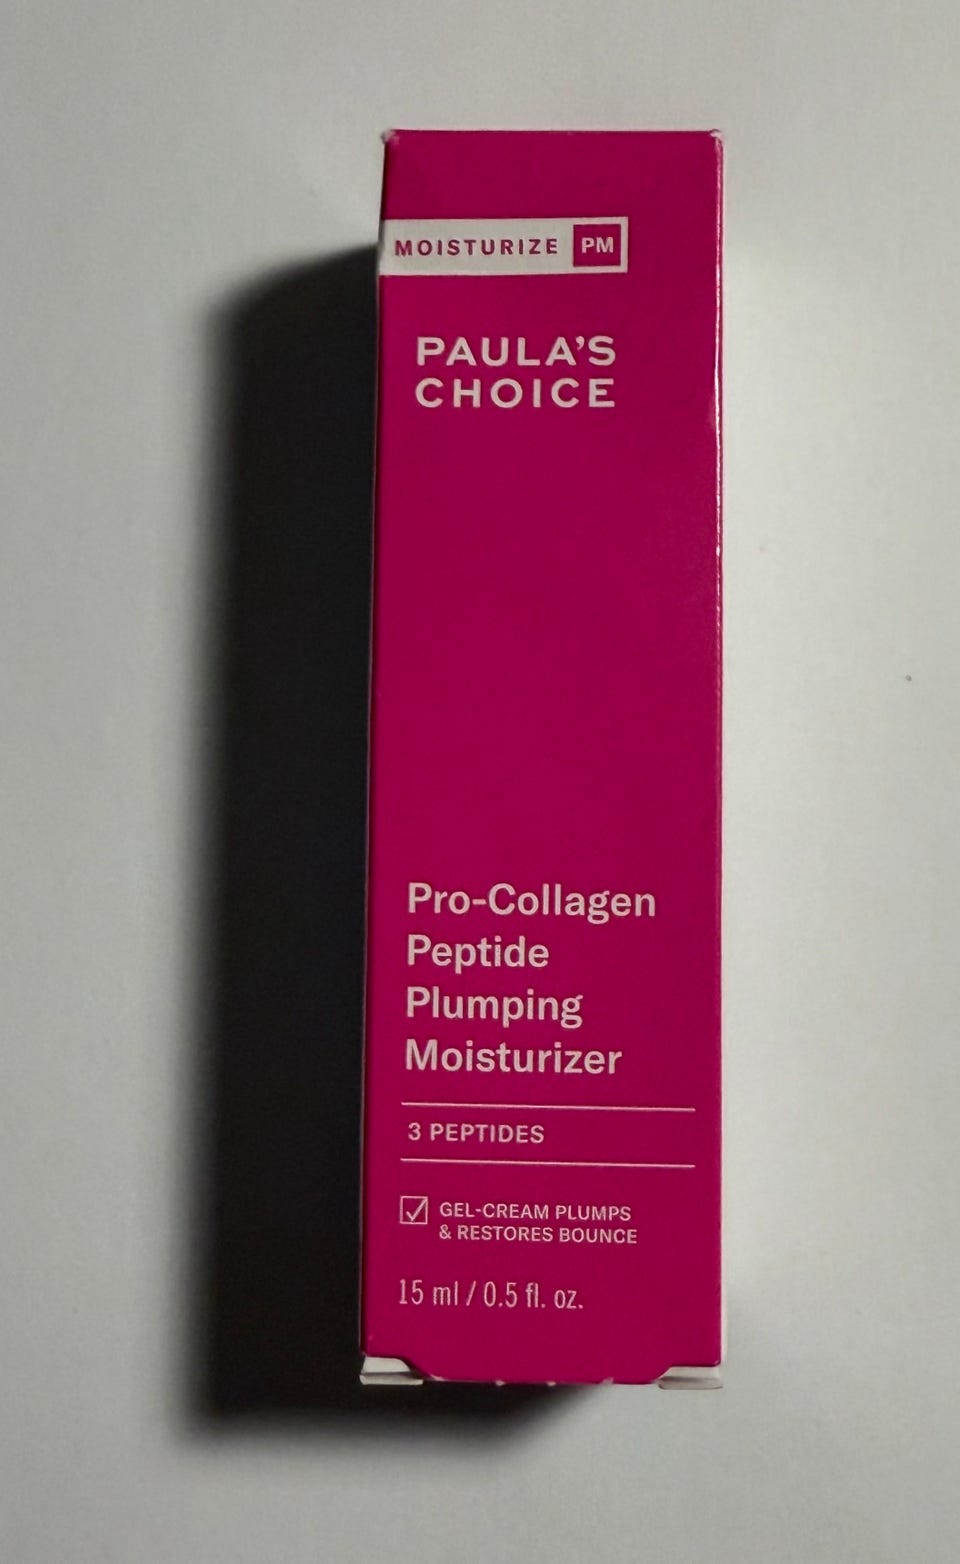 MOISTURIZE PM
PAULA'S
CHOICE
Pro-Collagen
Peptide
Plumping
Moisturizer
3 PEPTIDES
GEL-CREAM PLUMPS
& RESTORES BOUNCE
15 ml / 0.5 fl. oz.